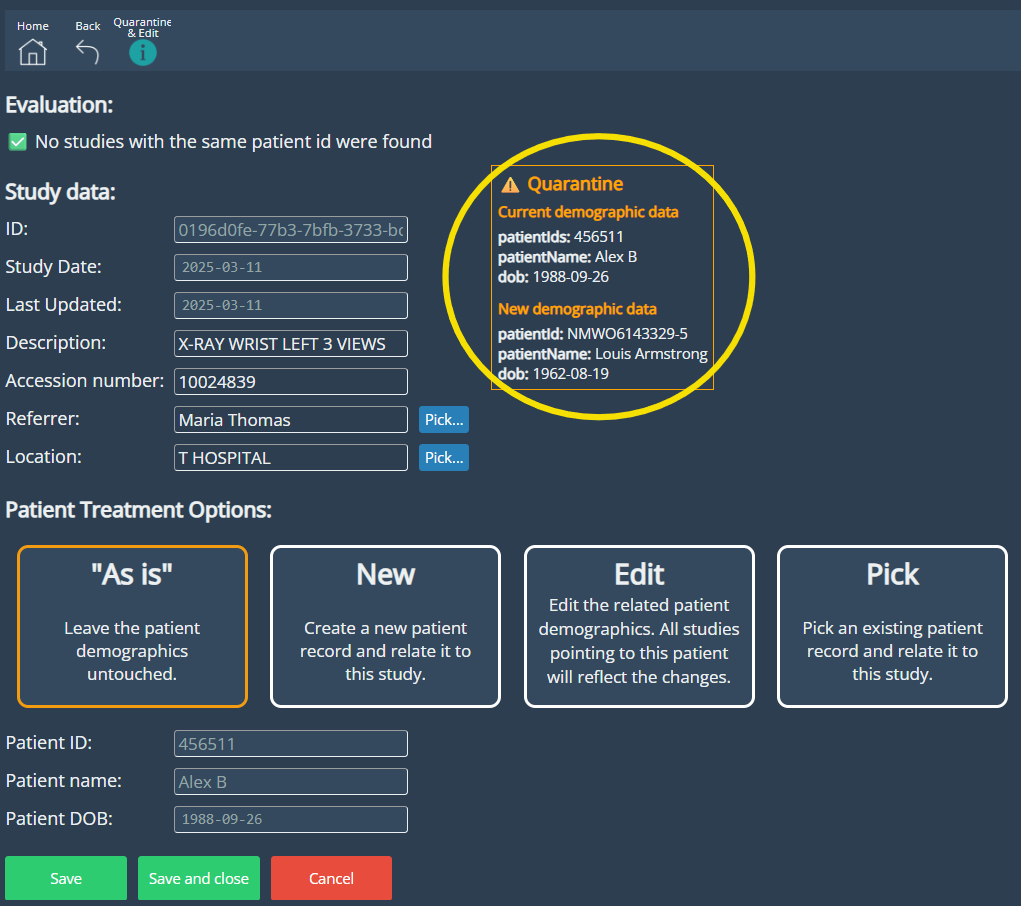 Home
Back
Quarantine
& Edit
Evaluation:
No studies with the same patient id were found
Study data:
ID: 0196d0fe-77b3-7bfb-3733-bc
Study Date: 2025-03-11
Last Updated: 2025-03-11
Description: X-RAY WRIST LEFT 3 VIEWS
Accession number: 10024839
Referrer: Maria Thomas Pick...
Location: T HOSPITAL Pick...
Quarantine
Current demographic data
patientIds: 456511
patientName: Alex B
dob: 1988-09-26
New demographic data
patientId: NMWO6143329-5
patientName: Louis Armstrong
dob: 1962-08-19
Patient Treatment Options:
"As is"
Leave the patient
demographics
untouched.
New
Create a new patient
record and relate it to
this study.
Edit
Edit the related patient
demographics. All studies
pointing to this patient
will reflect the changes.
Pick
Pick an existing patient
record and relate it to
this study.
Patient ID: 456511
Patient name: Alex B
Patient DOB: 1988-09-26
Save
Save and close
Cancel